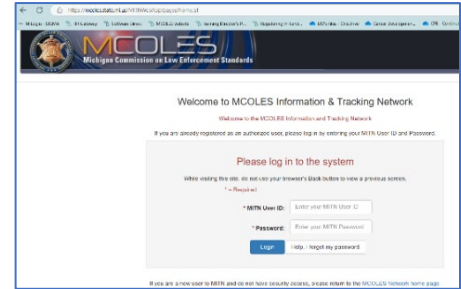 MCOLES
Michigan Commission on Law Enforcement Standards
Welcome to MCOLES Information & Tracking Network
Welcome to the MCOLES Information and Tracking Network
If you are already registered as an authorized user, please log in by entering your MITN User ID and Password.
Please log in to the system
While visiting this site, do not use your browser's Back button to view a previous screen.
* = Required
* MITN User ID: Enter your MITN User ID
* Password: Enter your MITN Password
Login Help, I forgot my password
If you are a new user to MITN and do not have security access, please return to the MCOLES Network home page